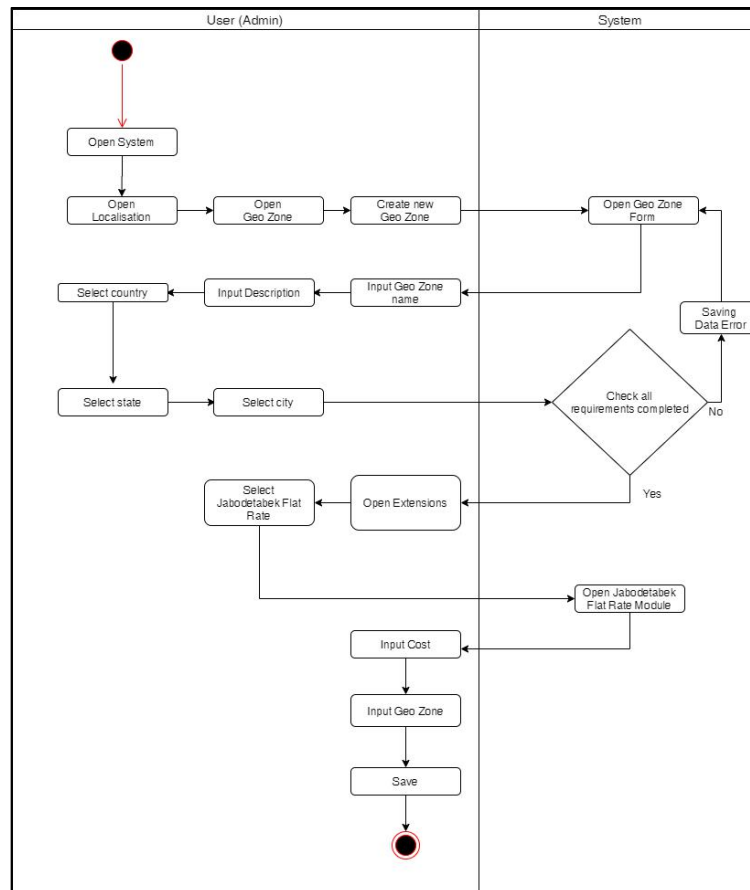 User (Admin)
System
Open System
Open
Localisation
Open
Geo Zone
Create new
Geo Zone
Open Geo Zone
Form
Select country
Input Description
Input Geo Zone
name
Saving
Data Error
Select state
Select city
Check all
requirements completed
No
Select
Jabodetabek Flat
Rate
Open Extensions
Yes
Open Jabodetabek
Flat Rate Module
Input Cost
Input Geo Zone
Save